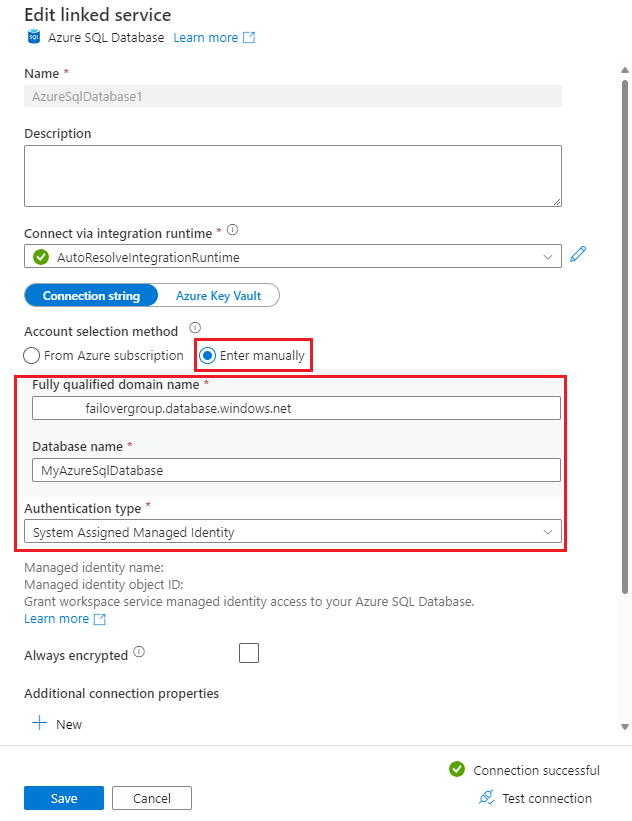 Edit linked service
SQL Azure SQL Database Learn more
Name *
AzureSqlDatabase1
Description
Connect via integration runtime *
AutoResolveIntegrationRuntime
Connection string Azure Key Vault
Account selection method
From Azure subscription Enter manually
Fully qualified domain name *
failovergroup.database.windows.net
Database name *
MyAzureSqlDatabase
Authentication type *
System Assigned Managed Identity
Managed identity name:
Managed identity object ID:
Grant workspace service managed identity access to your Azure SQL Database.
Learn more
Always encrypted
Additional connection properties
New
Connection successful
Save Cancel Test connection